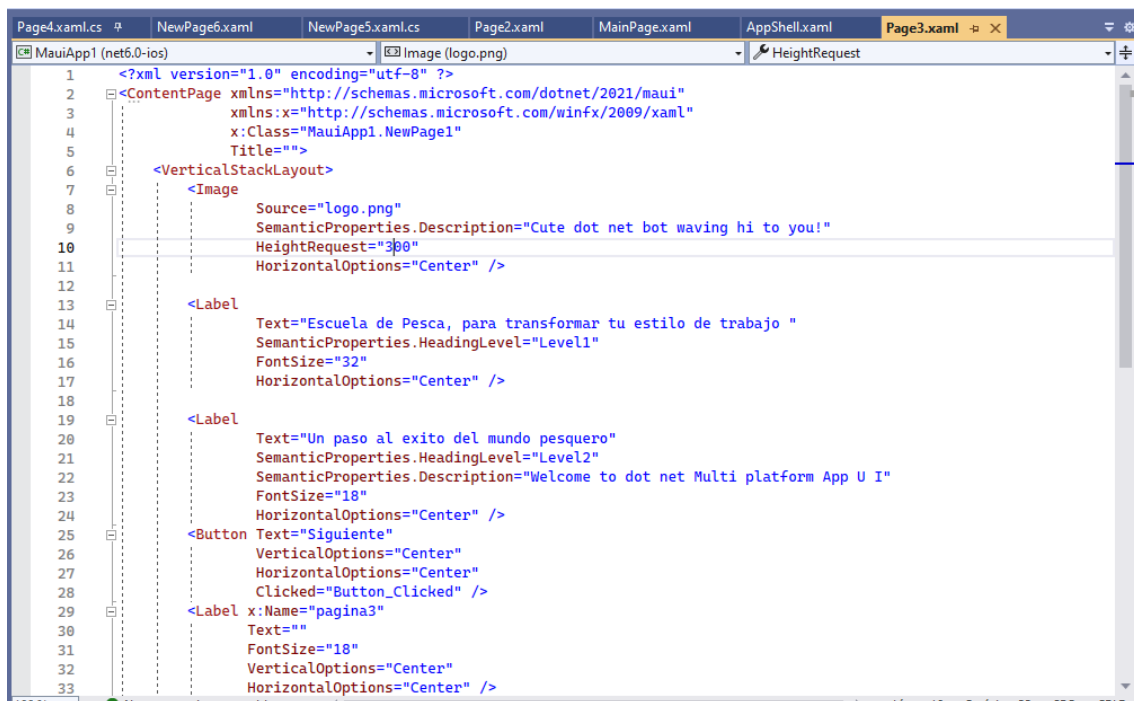 Page4.xaml.cs NewPage6.xaml NewPage5.xaml.cs Page2.xaml MainPage.xaml AppShell.xaml Page3.xaml
MauiApp1 (net6.0-ios) Image (logo.png) HeightRequest
1 <?xml version="1.0" encoding="utf-8" ?>
2 <ContentPage xmlns="http://schemas.microsoft.com/dotnet/2021/maui"
3 xmlns:x="http://schemas.microsoft.com/winfx/2009/xaml"
4 x:Class="MauiApp1.NewPage1"
5 Title="">
6 <VerticalStackLayout>
7 <Image
8 Source="logo.png"
9 SemanticProperties.Description="Cute dot net bot waving hi to you!"
10 HeightRequest="300"
11 HorizontalOptions="Center" />
12
13 <Label
14 Text="Escuela de Pesca, para transformar tu estilo de trabajo "
15 SemanticProperties.HeadingLevel="Level1"
16 FontSize="32"
17 HorizontalOptions="Center" />
18
19 <Label
20 Text="Un paso al exito del mundo pesquero"
21 SemanticProperties.HeadingLevel="Level2"
22 SemanticProperties.Description="Welcome to dot net Multi platform App U I"
23 FontSize="18"
24 HorizontalOptions="Center" />
25 <Button Text="Siguiente"
26 VerticalOptions="Center"
27 HorizontalOptions="Center"
28 Clicked="Button_Clicked" />
29 <Label x:Name="pagina3"
30 Text=""
31 FontSize="18"
32 VerticalOptions="Center"
33 HorizontalOptions="Center" />